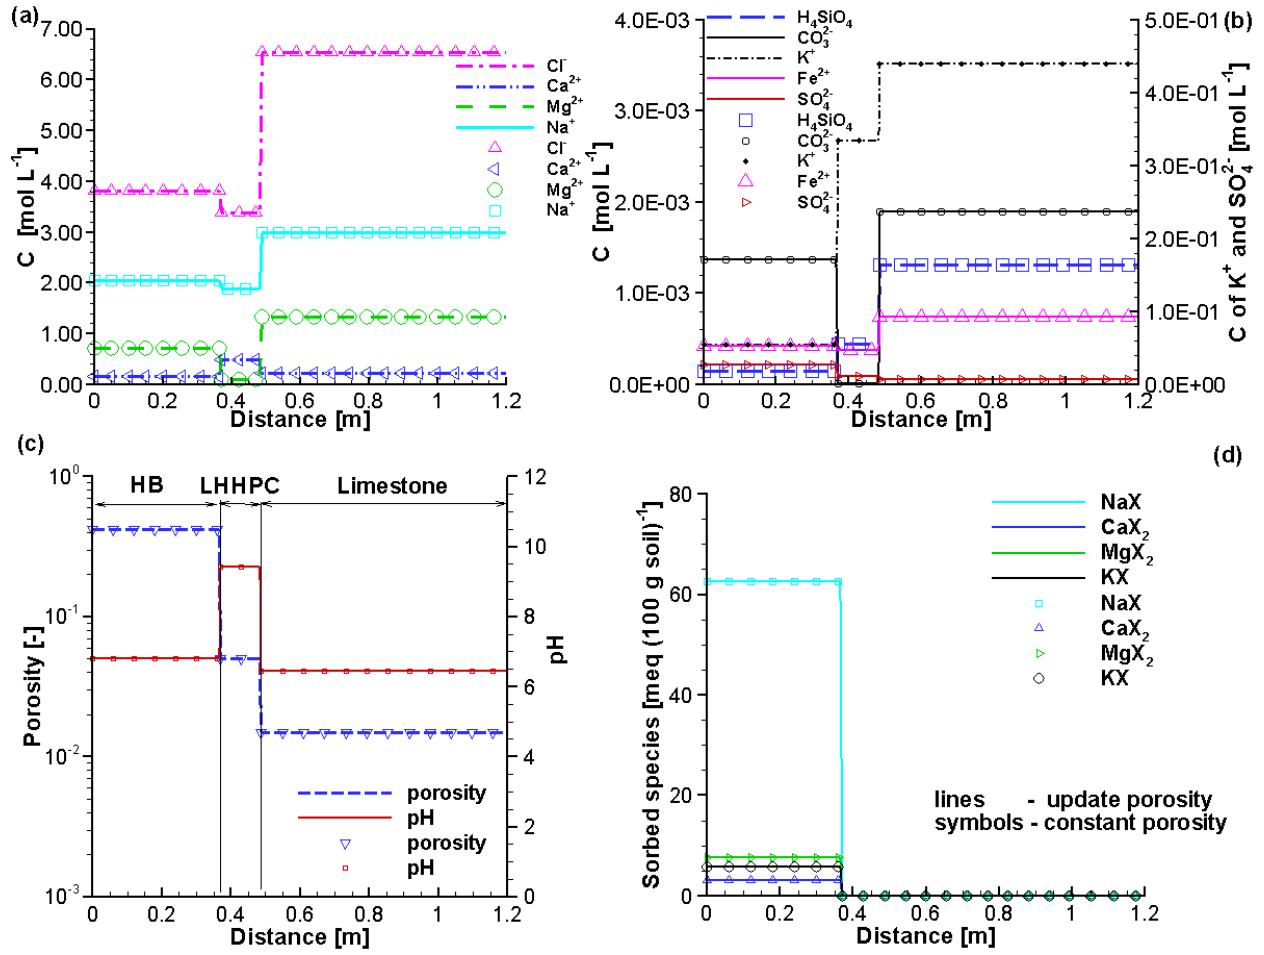 (a)
7.00
6.00
5.00
4.00
3.00
2.00
1.00
0.00
C [mol L⁻¹]
0 0.2 0.4 0.6 0.8 1 1.2
Distance [m]
Cl⁻
Ca²⁺
Mg²⁺
Na⁺
Cl⁻
Ca²⁺
Mg²⁺
Na⁺
(b)
4.0E-03
3.0E-03
2.0E-03
1.0E-03
0.0E+00
C [mol L⁻¹]
H₄SiO₄
CO₃²⁻
K⁺
Fe²⁺
SO₄²⁻
H₄SiO₄
CO₃²⁻
K⁺
Fe²⁺
SO₄²⁻
5.0E-01
4.0E-01
3.0E-01
2.0E-01
1.0E-01
0.0E+00
C of K⁺ and SO₄²⁻ [mol L⁻¹]
0 0.2 0.4 0.6 0.8 1 1.2
Distance [m]
(c)
10⁰
10⁻¹
10⁻²
10⁻³
Porosity [-]
HB LHHPC Limestone
12
10
8
6
4
2
0
pH
porosity
pH
porosity
pH
0 0.2 0.4 0.6 0.8 1 1.2
Distance [m]
(d)
80
60
40
20
0
Sorbed species [meq (100 g soil)⁻¹]
NaX
CaX₂
MgX₂
KX
NaX
CaX₂
MgX₂
KX
lines - update porosity
symbols - constant porosity
0 0.2 0.4 0.6 0.8 1 1.2
Distance [m]